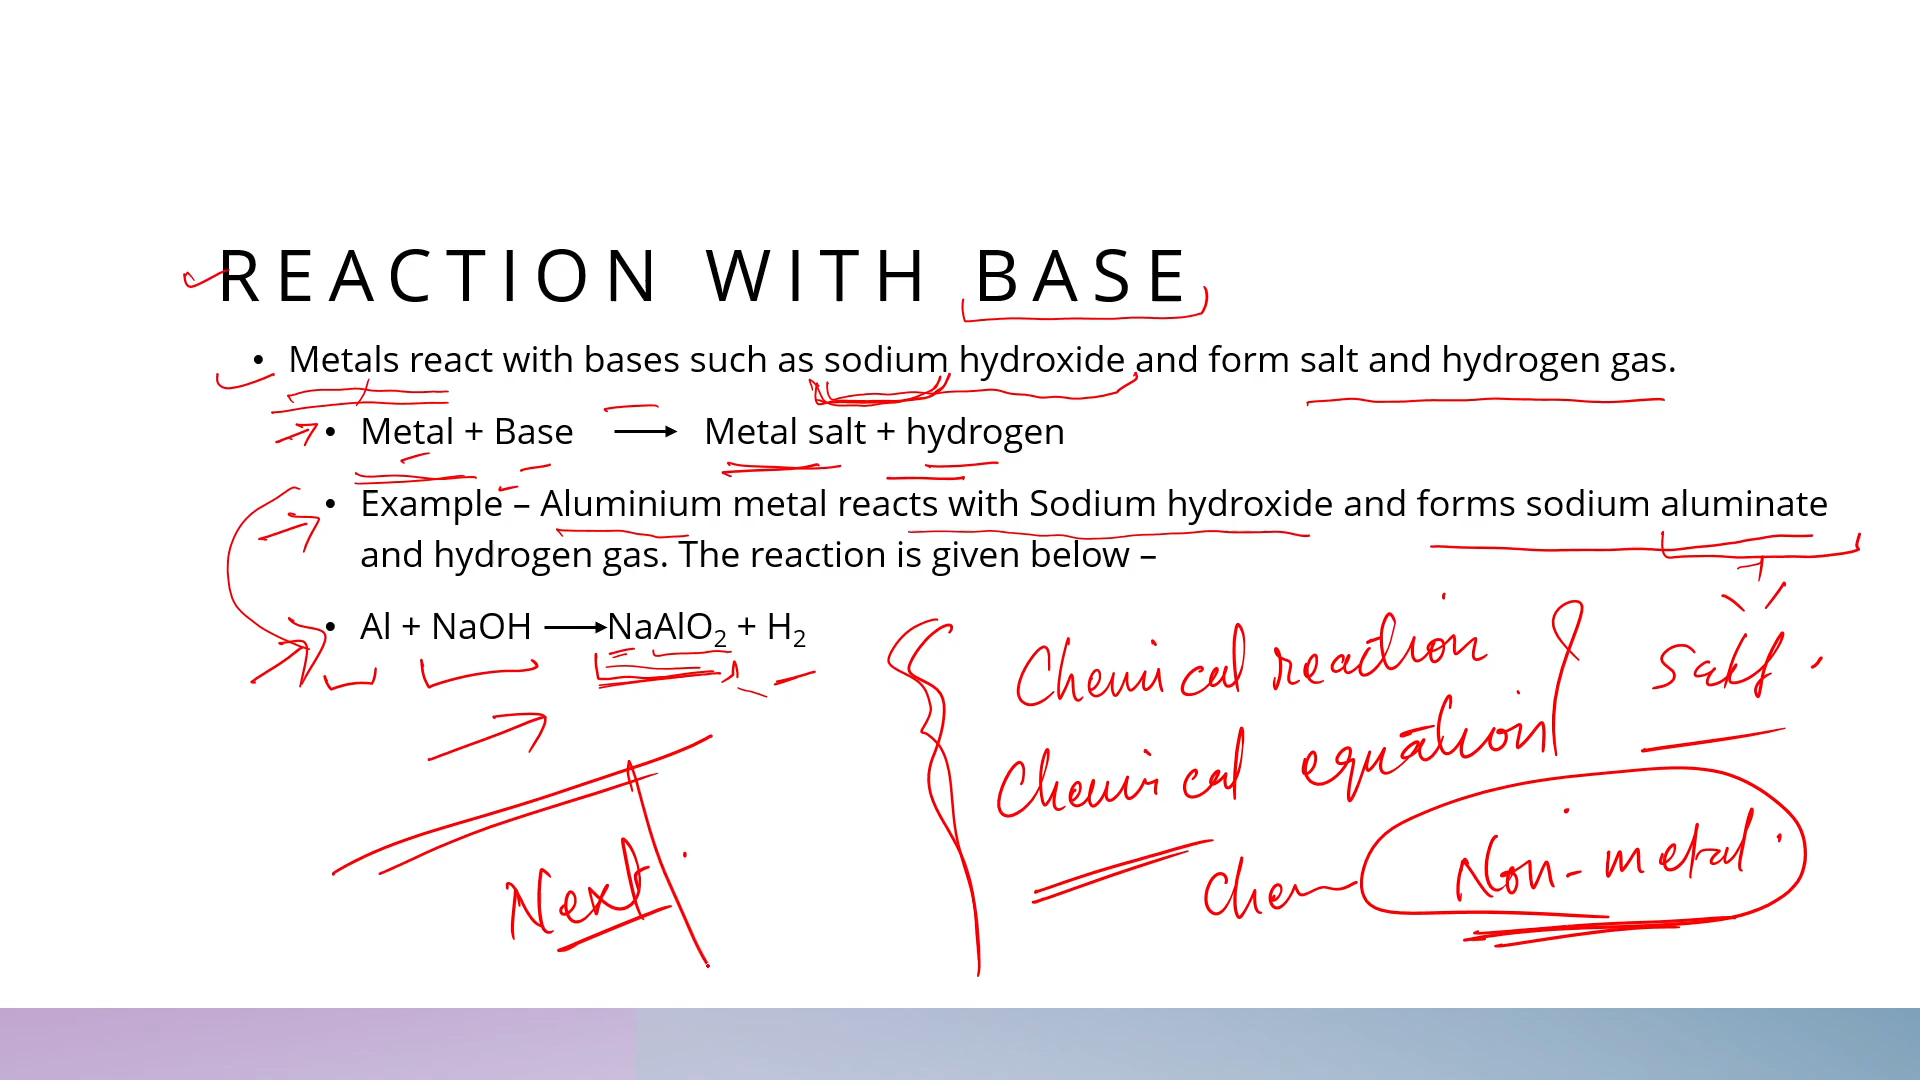 REACTION WITH BASE
• Metals react with bases such as sodium hydroxide and form salt and hydrogen gas.
• Metal + Base ⟶ Metal salt + hydrogen
• Example – Aluminium metal reacts with Sodium hydroxide and forms sodium aluminate
and hydrogen gas. The reaction is given below –
• Al + NaOH ⟶ NaAlO₂ + H₂
Chemical reaction
Salt
Chemical equation
Chem
Non-metal
Next